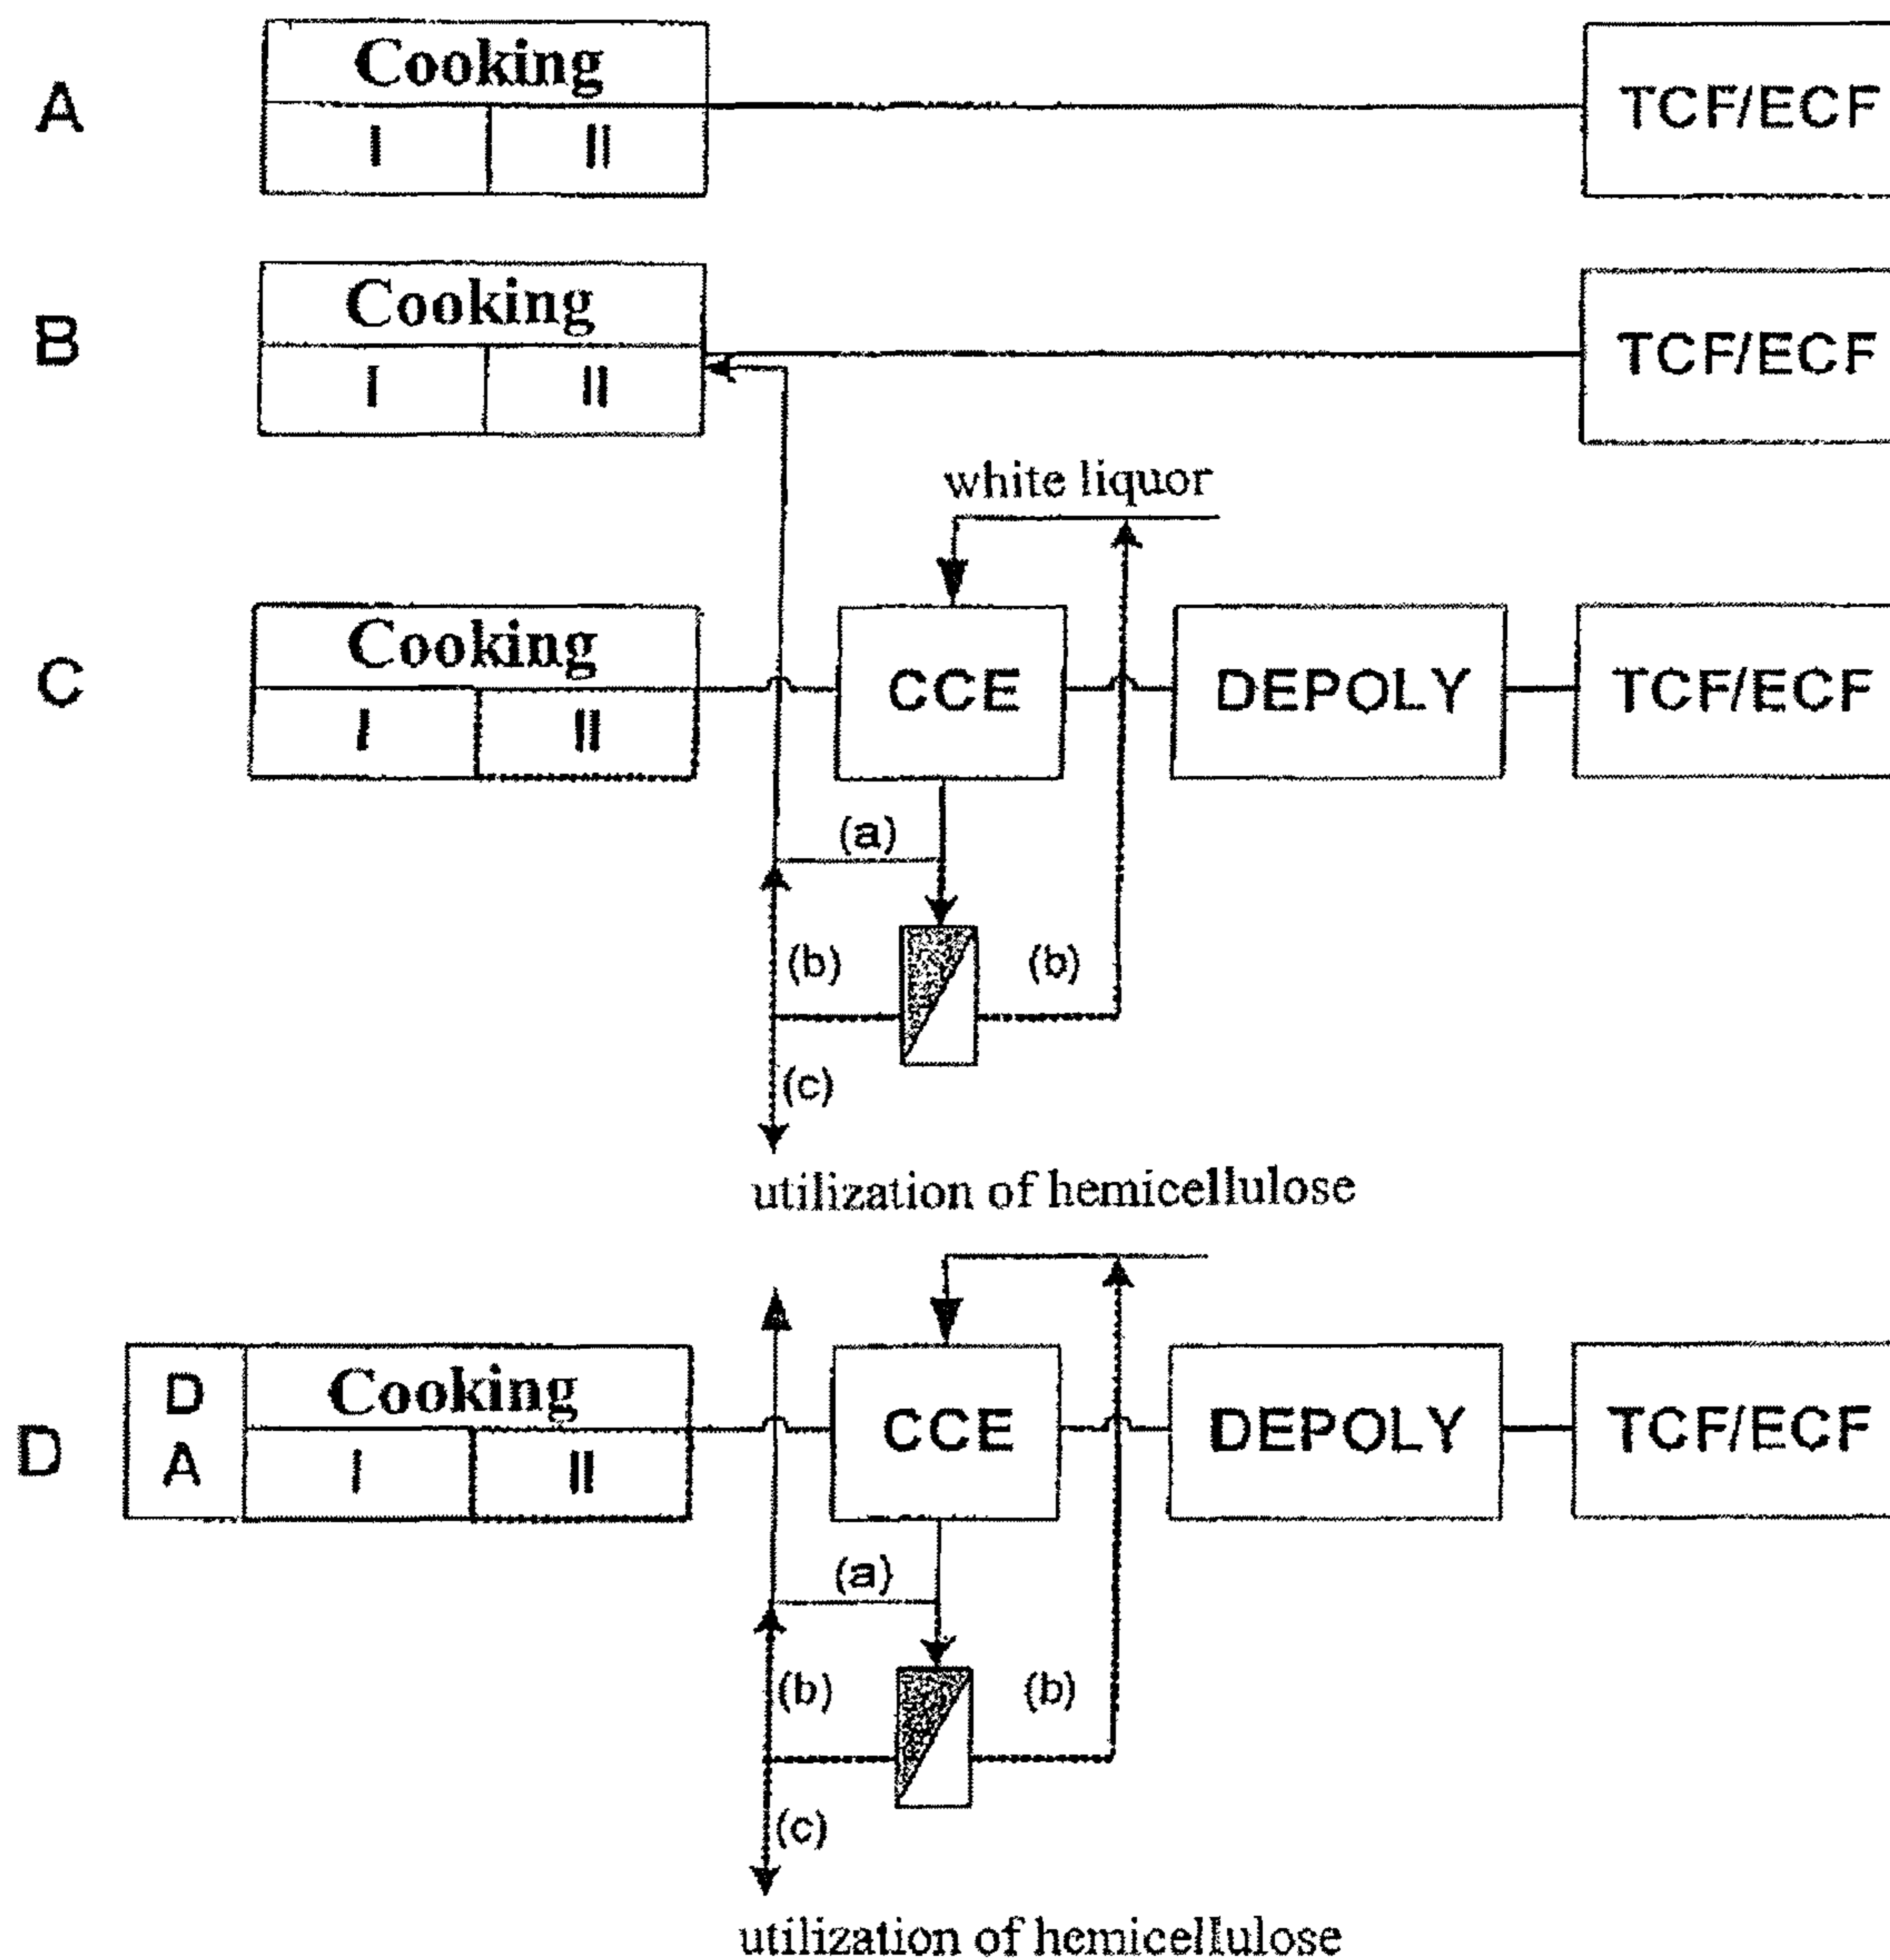 A
Cooking
I II
TCF/ECF
B
Cooking
I II
TCF/ECF
white liquor
C
Cooking
I II
CCE
DEPOLY
TCF/ECF
(a)
(b)
(b)
(c)
utilization of hemicellulose
D
D
A
Cooking
I II
CCE
DEPOLY
TCF/ECF
(a)
(b)
(b)
(c)
utilization of hemicellulose